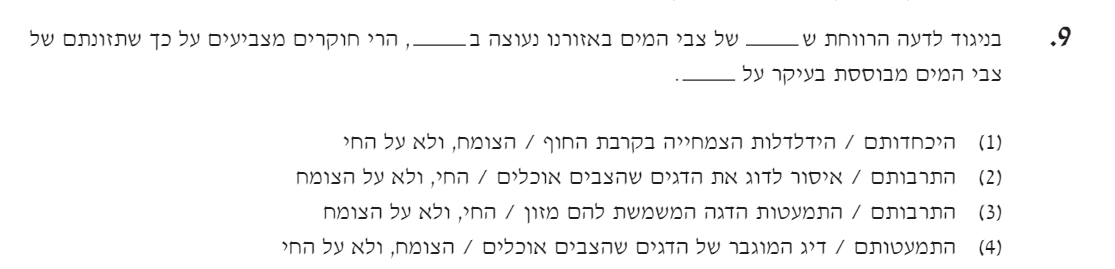 9. בניגוד לדעה הרווחת ש_____ של צבי המים באזורנו נעוצה ב_____, הרי חוקרים מצביעים על כך שתזונתם של
צבי המים מבוססת בעיקר על _____.
(1) היכחדותם / הידלדלות הצמחייה בקרבת החוף / הצומח, ולא על החי
(2) התרבותם / איסור לדוג את הדגים שהצבים אוכלים / החי, ולא על הצומח
(3) התרבותם / התמעטות הדגה המשמשת להם מזון / החי, ולא על הצומח
(4) התמעטותם / דיג המוגבר של הדגים שהצבים אוכלים / הצומח, ולא על החי